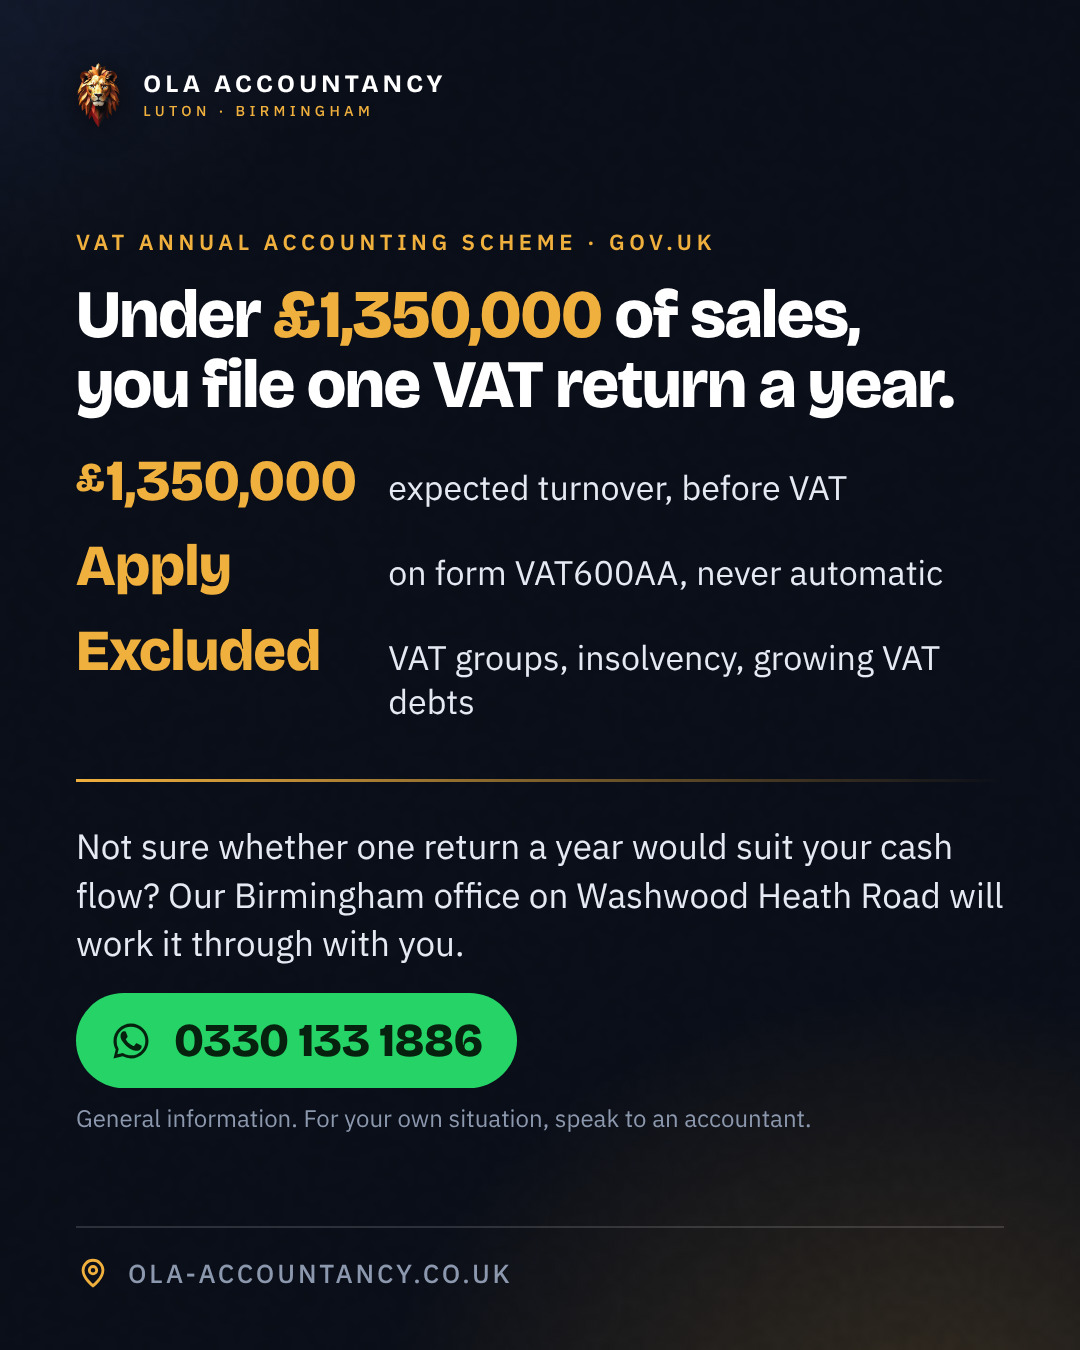 OLA ACCOUNTANCY
LUTON · BIRMINGHAM
VAT ANNUAL ACCOUNTING SCHEME · GOV.UK
Under £1,350,000 of sales,
you file one VAT return a year.
£1,350,000 expected turnover, before VAT
Apply on form VAT600AA, never automatic
Excluded VAT groups, insolvency, growing VAT
debts
Not sure whether one return a year would suit your cash
flow? Our Birmingham office on Washwood Heath Road will
work it through with you.
0330 133 1886
General information. For your own situation, speak to an accountant.
OLA-ACCOUNTANCY.CO.UK